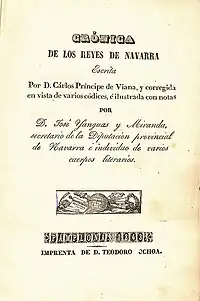 CRÓNICA
DE LOS REYES DE NAVARRA
Escrita
Por D. Cárlos Príncipe de Viana, y corregida
en vista de varios códices, é ilustrada con notas
POR
D. José Yanguas y Miranda,
secretario de la Diputacion provincial
de Navarra é individuo de varios
cuerpos literarios.
PAMPLONA
IMPRENTA DE D. TEODORO OCHOA.